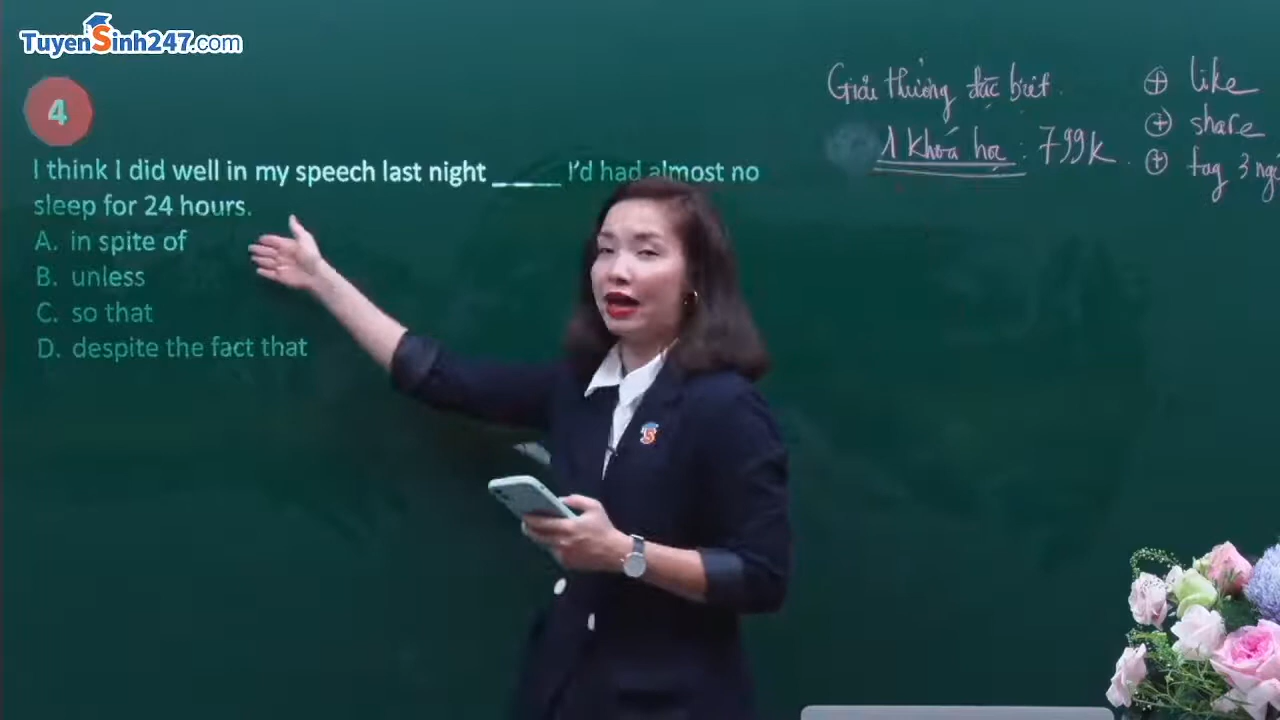 TuyenSinh247.com
4
I think I did well in my speech last night _____ I'd had almost no
sleep for 24 hours.
A. in spite of
B. unless
C. so that
D. despite the fact that
Giải thưởng đặc biệt
1 khoá học : 799k
⊕ like
⊕ share
⊕ tag 3